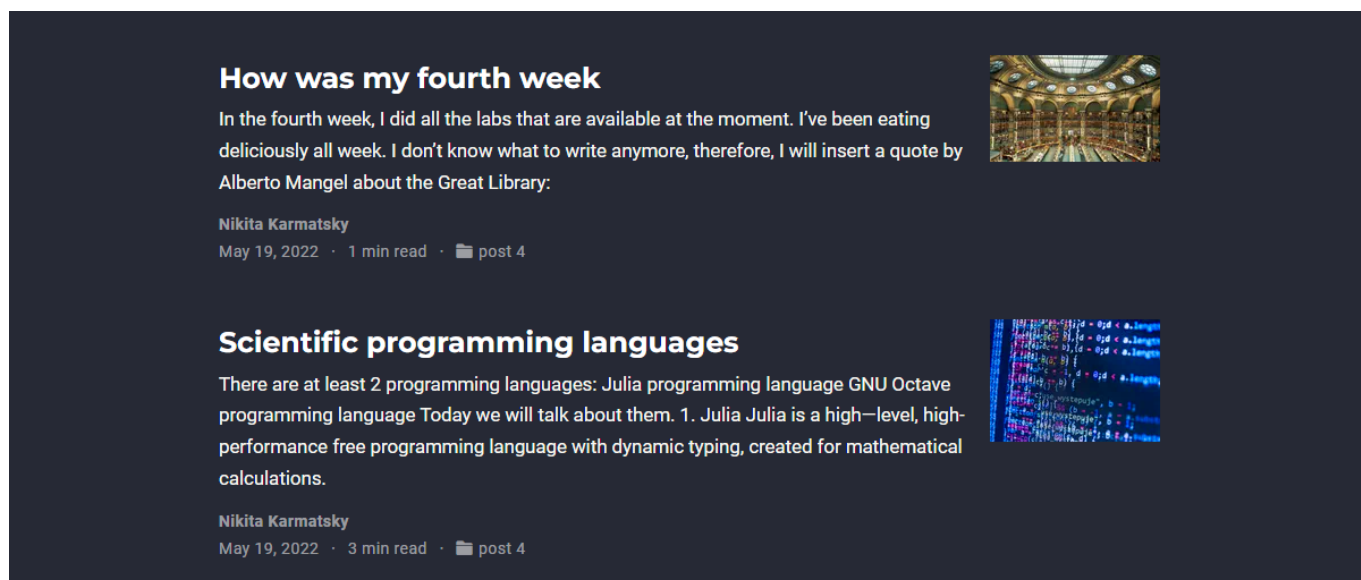 How was my fourth week
In the fourth week, I did all the labs that are available at the moment. I’ve been eating
deliciously all week. I don’t know what to write anymore, therefore, I will insert a quote by
Alberto Mangel about the Great Library:
Nikita Karmatsky
May 19, 2022 · 1 min read · post 4
Scientific programming languages
There are at least 2 programming languages: Julia programming language GNU Octave
programming language Today we will talk about them. 1. Julia Julia is a high—level, high-
performance free programming language with dynamic typing, created for mathematical
calculations.
Nikita Karmatsky
May 19, 2022 · 3 min read · post 4